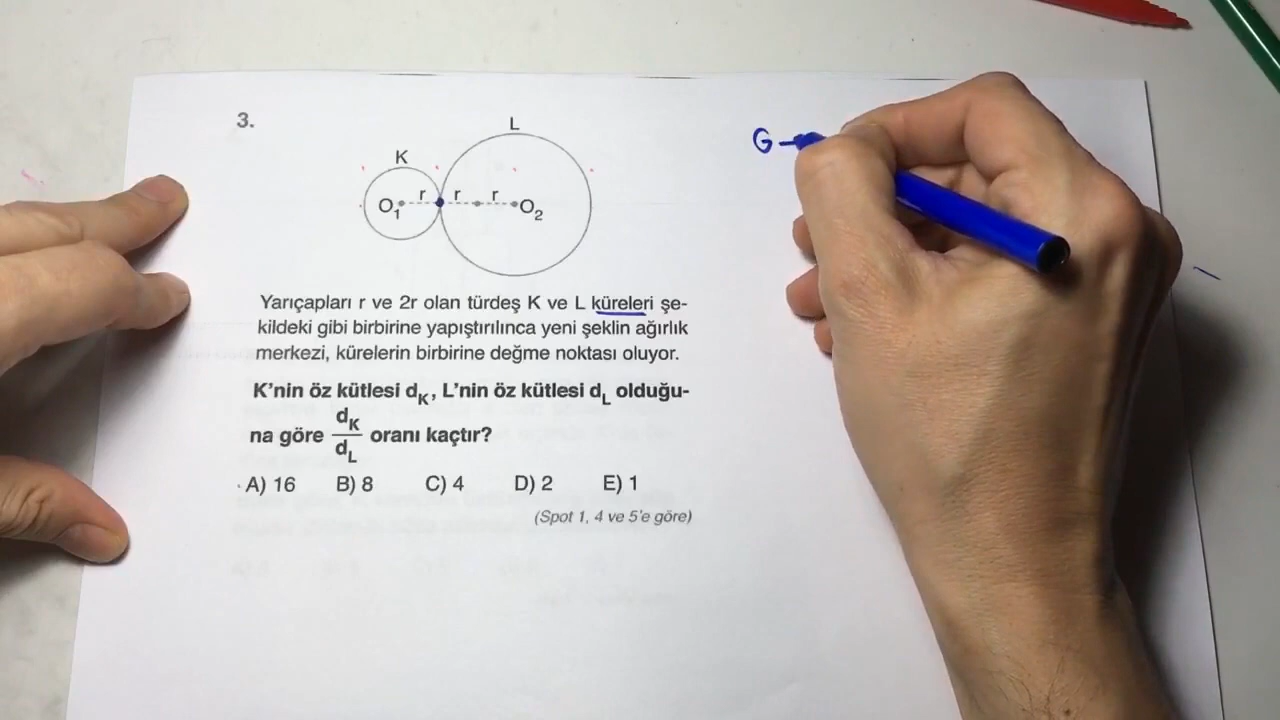 3.
L
K
O1 r r r O2
G
Yarıçapları r ve 2r olan türdeş K ve L küreleri şe-
kildeki gibi birbirine yapıştırılınca yeni şeklin ağırlık
merkezi, kürelerin birbirine değme noktası oluyor.
K'nin öz kütlesi dK, L'nin öz kütlesi dL olduğu-
na göre dK/dL oranı kaçtır?
A) 16 B) 8 C) 4 D) 2 E) 1
(Spot 1, 4 ve 5'e göre)